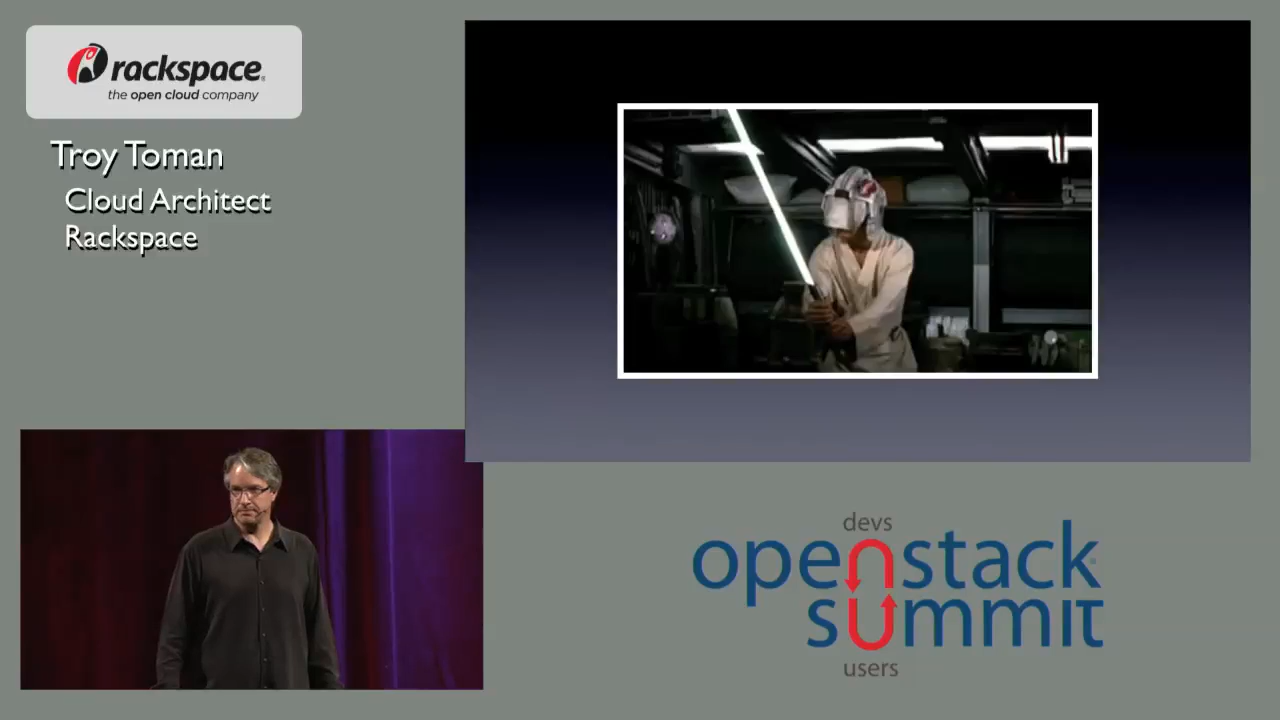 rackspace®
the open cloud company
Troy Toman
Cloud Architect
Rackspace
devs
openstack
summit
users